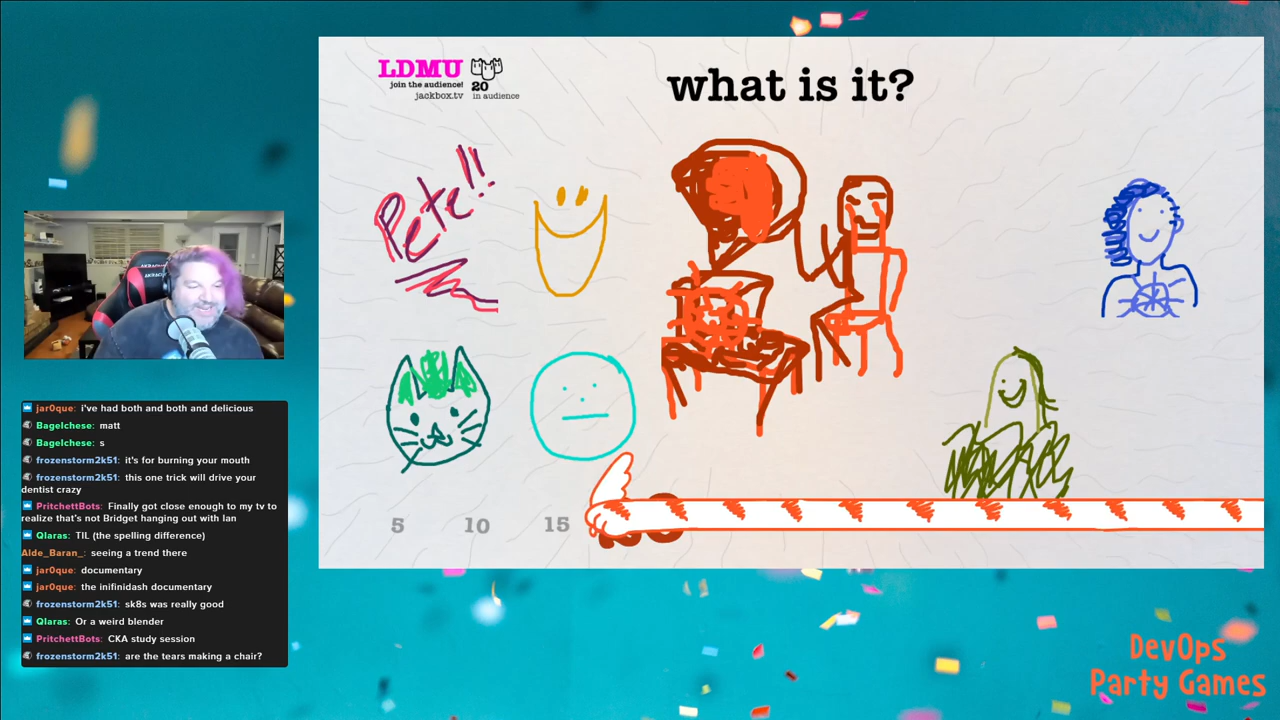 LDMU
join the audience!
jackbox.tv
20
in audience
what is it?
Pete!!
5 10 15
AKRACING
jar0que: i've had both and both and delicious
Bagelchese: matt
Bagelchese: s
frozenstorm2k51: it's for burning your mouth
frozenstorm2k51: this one trick will drive your
dentist crazy
PritchettBots: Finally got close enough to my tv to
realize that's not Bridget hanging out with Ian
Qlaras: TIL (the spelling difference)
Alde_Baran_: seeing a trend there
jar0que: documentary
jar0que: the inifinidash documentary
frozenstorm2k51: sk8s was really good
Qlaras: Or a weird blender
PritchettBots: CKA study session
frozenstorm2k51: are the tears making a chair?
DevOps
Party Games